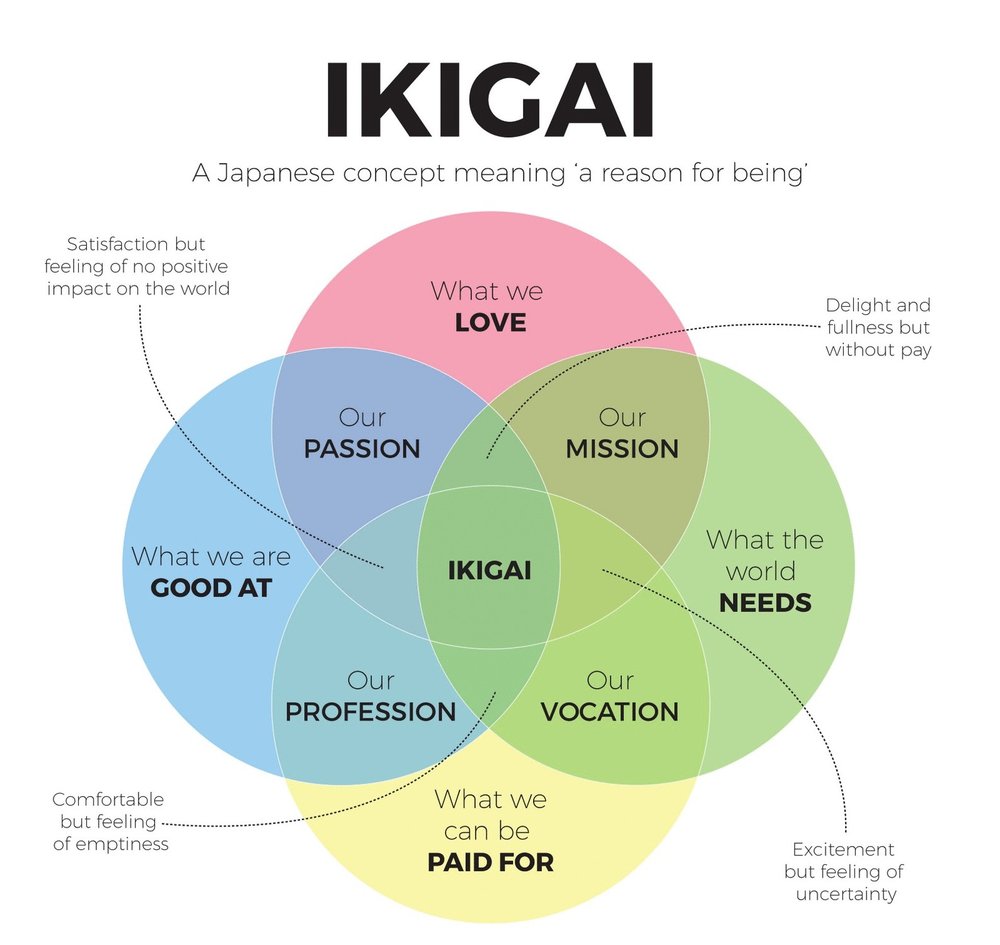 IKIGAI
A Japanese concept meaning ‘a reason for being’
Satisfaction but
feeling of no positive
impact on the world
What we
LOVE
Delight and
fullness but
without pay
Our
PASSION
Our
MISSION
What we are
GOOD AT
IKIGAI
What the
world
NEEDS
Our
PROFESSION
Our
VOCATION
Comfortable
but feeling
of emptiness
What we
can be
PAID FOR
Excitement
but feeling of
uncertainty